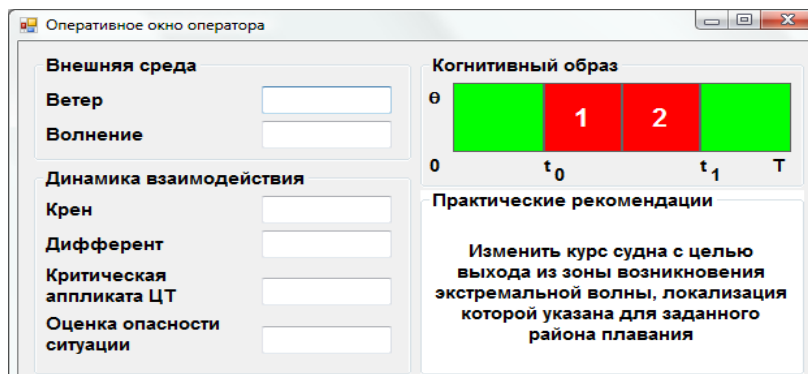 Оперативное окно оператора
Внешняя среда
Ветер
Волнение
Динамика взаимодействия
Крен
Дифферент
Критическая
аппликата ЦТ
Оценка опасности
ситуации
Когнитивный образ
Θ
1 2
0 t0 t1 T
Практические рекомендации
Изменить курс судна с целью
выхода из зоны возникновения
экстремальной волны, локализация
которой указана для заданного
района плавания